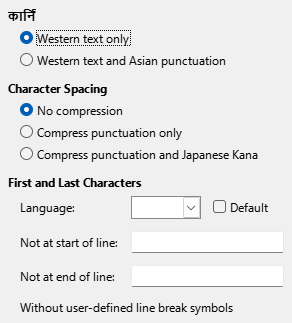 कार्निं
Western text only
Western text and Asian punctuation
Character Spacing
No compression
Compress punctuation only
Compress punctuation and Japanese Kana
First and Last Characters
Language:
Default
Not at start of line:
Not at end of line:
Without user-defined line break symbols